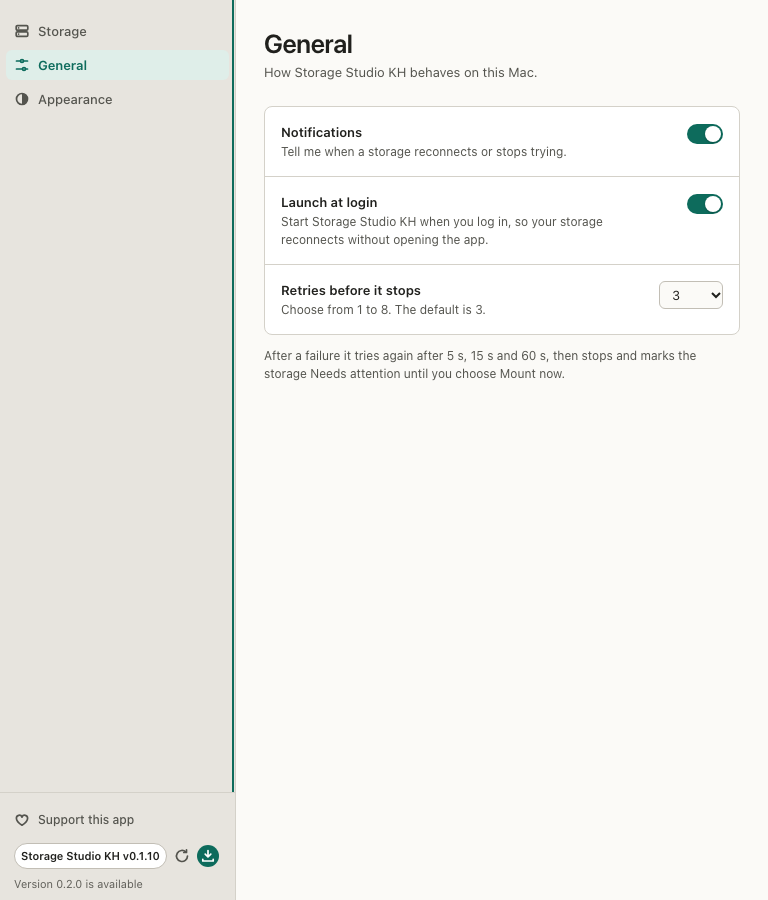 Storage
General
Appearance
Support this app
Storage Studio KH v0.1.10
Version 0.2.0 is available
General
How Storage Studio KH behaves on this Mac.
Notifications
Tell me when a storage reconnects or stops trying.
Launch at login
Start Storage Studio KH when you log in, so your storage
reconnects without opening the app.
Retries before it stops
3
Choose from 1 to 8. The default is 3.
After a failure it tries again after 5 s, 15 s and 60 s, then stops and marks the
storage Needs attention until you choose Mount now.